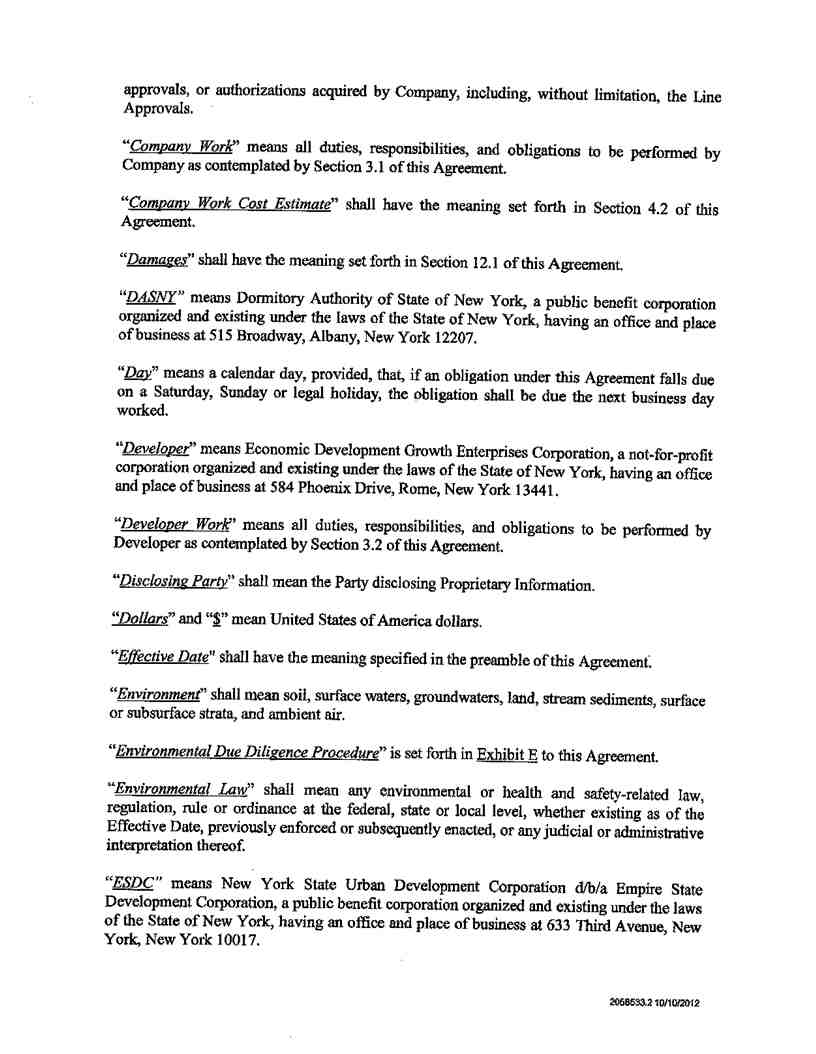 approvals, or authorizations acquired by Company, including, without limitation, the Line
Approvals.
“Company Work” means all duties, responsibilities, and obligations to be performed by
Company as contemplated by Section 3.1 of this Agreement.
“Company Work Cost Estimate” shall have the meaning set forth in Section 4.2 of this
Agreement.
“Damages” shall have the meaning set forth in Section 12.1 of this Agreement.
“DASNY” means Dormitory Authority of State of New York, a public benefit corporation
organized and existing under the laws of the State of New York, having an office and place
of business at 515 Broadway, Albany, New York 12207.
“Day” means a calendar day, provided, that, if an obligation under this Agreement falls due
on a Saturday, Sunday or legal holiday, the obligation shall be due the next business day
worked.
“Developer” means Economic Development Growth Enterprises Corporation, a not-for-profit
corporation organized and existing under the laws of the State of New York, having an office
and place of business at 584 Phoenix Drive, Rome, New York 13441.
“Developer Work” means all duties, responsibilities, and obligations to be performed by
Developer as contemplated by Section 3.2 of this Agreement.
“Disclosing Party” shall mean the Party disclosing Proprietary Information.
“Dollars” and “$” mean United States of America dollars.
“Effective Date" shall have the meaning specified in the preamble of this Agreement.
“Environment” shall mean soil, surface waters, groundwaters, land, stream sediments, surface
or subsurface strata, and ambient air.
“Environmental Due Diligence Procedure” is set forth in Exhibit E to this Agreement.
“Environmental Law” shall mean any environmental or health and safety-related law,
regulation, rule or ordinance at the federal, state or local level, whether existing as of the
Effective Date, previously enforced or subsequently enacted, or any judicial or administrative
interpretation thereof.
“ESDC” means New York State Urban Development Corporation d/b/a Empire State
Development Corporation, a public benefit corporation organized and existing under the laws
of the State of New York, having an office and place of business at 633 Third Avenue, New
York, New York 10017.
2058533.2 10/10/2012